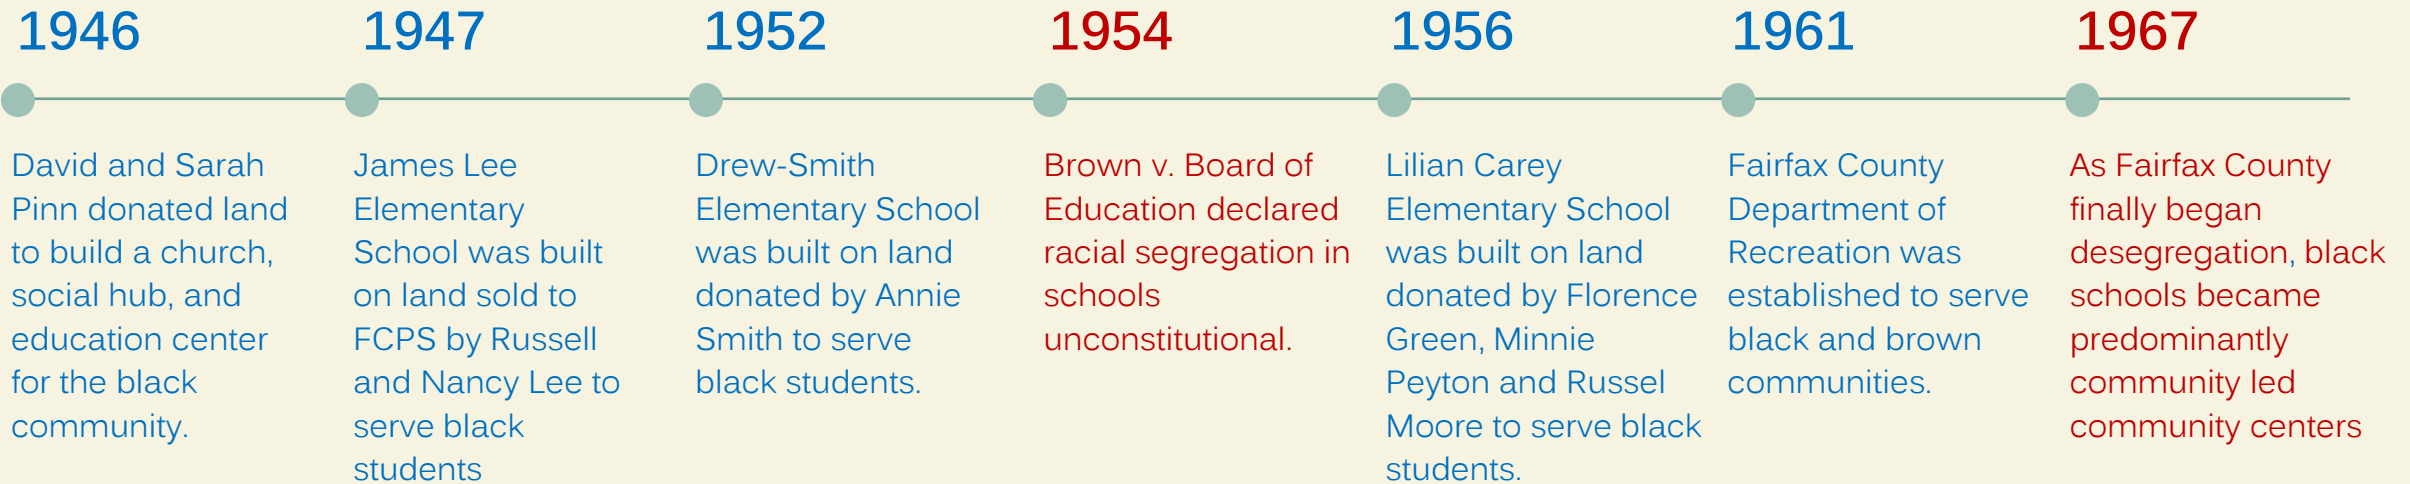 1946
David and Sarah
Pinn donated land
to build a church,
social hub, and
education center
for the black
community.
1947
James Lee
Elementary
School was built
on land sold to
FCPS by Russell
and Nancy Lee to
serve black
students
1952
Drew-Smith
Elementary School
was built on land
donated by Annie
Smith to serve
black students.
1954
Brown v. Board of
Education declared
racial segregation in
schools
unconstitutional.
1956
Lilian Carey
Elementary School
was built on land
donated by Florence
Green, Minnie
Peyton and Russel
Moore to serve black
students.
1961
Fairfax County
Department of
Recreation was
established to serve
black and brown
communities.
1967
As Fairfax County
finally began
desegregation, black
schools became
predominantly
community led
community centers